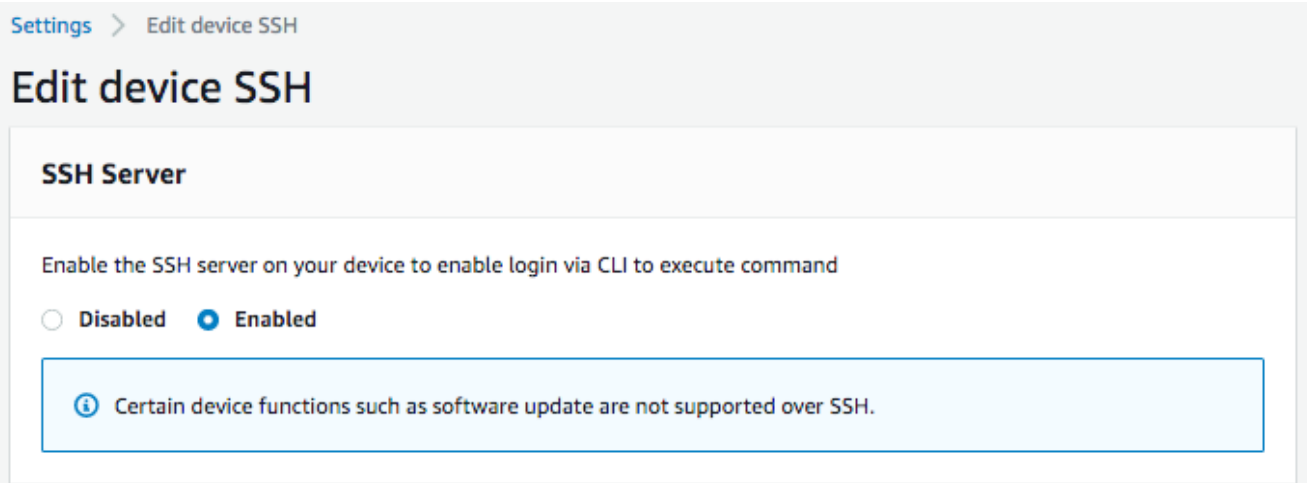 Settings > Edit device SSH
Edit device SSH
SSH Server
Enable the SSH server on your device to enable login via CLI to execute command
Disabled Enabled
Certain device functions such as software update are not supported over SSH.